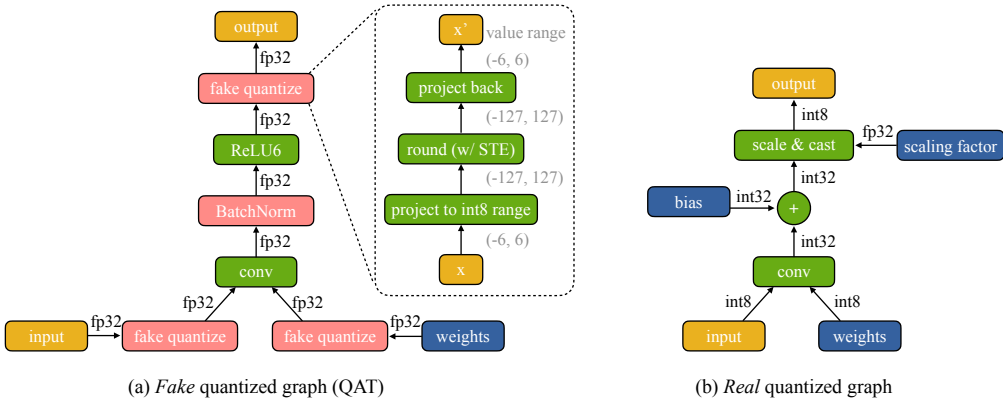 output
fp32
fake quantize
fp32
ReLU6
fp32
BatchNorm
fp32
conv
fp32
fp32
input
fp32
fake quantize
fake quantize
fp32
weights
x’
value range
(-6, 6)
project back
(-127, 127)
round (w/ STE)
(-127, 127)
project to int8 range
(-6, 6)
x
(a) Fake quantized graph (QAT)
output
int8
scale & cast
fp32
scaling factor
int32
bias
int32
+
int32
conv
int8
int8
input
weights
(b) Real quantized graph